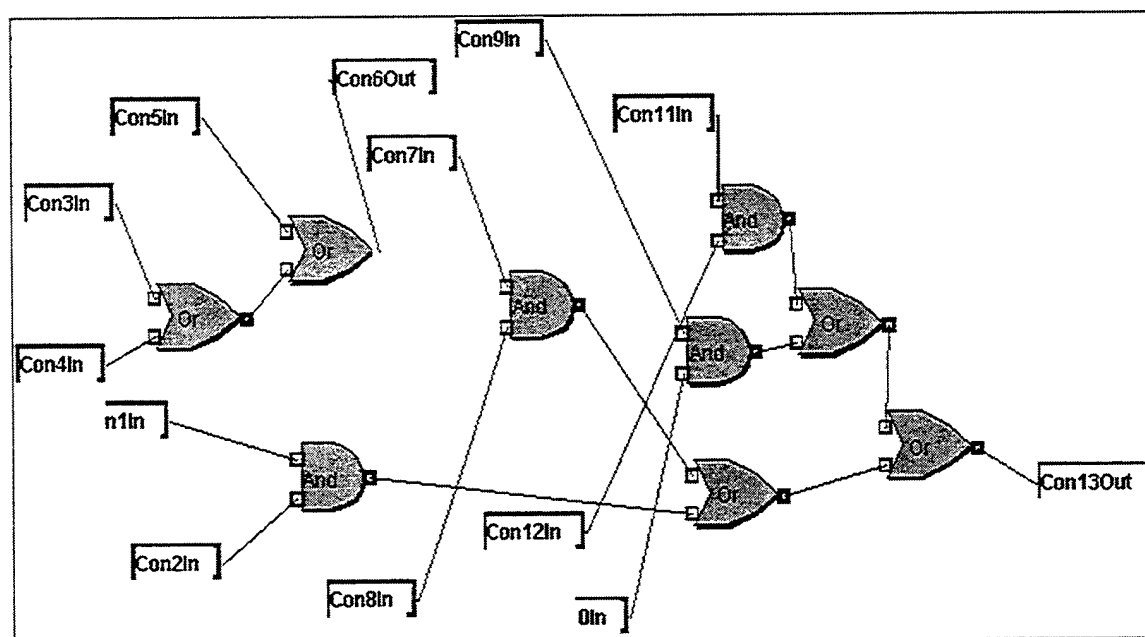 Con9In
Con6Out
Con5In
Con11In
Con7In
Con3In
And
Or
And
Or
Or
And
Con4In
n1In
Or
And
Or
Con13Out
Con12In
Con2In
Con8In
0In